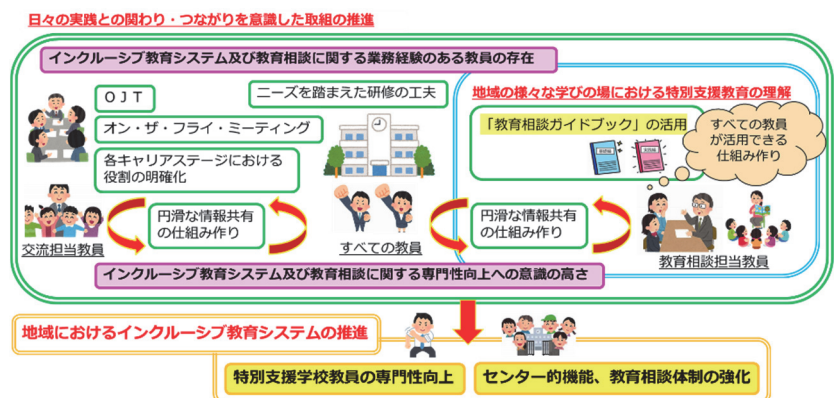 日々の実践との関わり・つながりを意識した取組の推進
インクルーシブ教育システム及び教育相談に関する業務経験のある教員の存在
ＯＪＴ
ニーズを踏まえた研修の工夫
オン・ザ・フライ・ミーティング
各キャリアステージにおける
役割の明確化
地域の様々な学びの場における特別支援教育の理解
「教育相談ガイドブック」の活用
すべての教員
が活用できる
仕組み作り
円滑な情報共有
の仕組み作り
円滑な情報共有
の仕組み作り
交流担当教員
すべての教員
教育相談担当教員
インクルーシブ教育システム及び教育相談に関する専門性向上への意識の高さ
地域におけるインクルーシブ教育システムの推進
特別支援学校教員の専門性向上
センター的機能、教育相談体制の強化